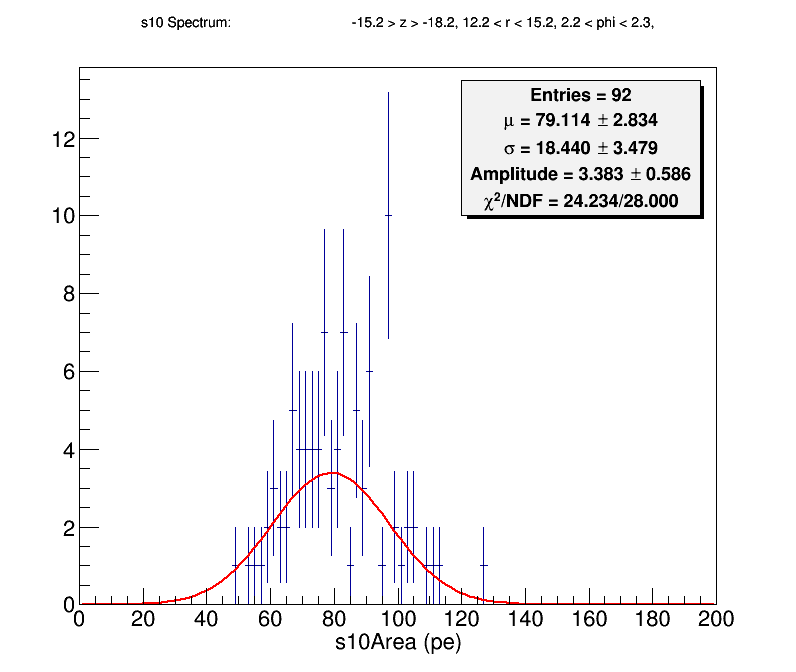 s10 Spectrum: -15.2 > z > -18.2, 12.2 < r < 15.2, 2.2 < phi < 2.3,
Entries = 92
μ = 79.114 ± 2.834
σ = 18.440 ± 3.479
Amplitude = 3.383 ± 0.586
χ²/NDF = 24.234/28.000
12
10
8
6
4
2
0
0 20 40 60 80 100 120 140 160 180 200
s10Area (pe)